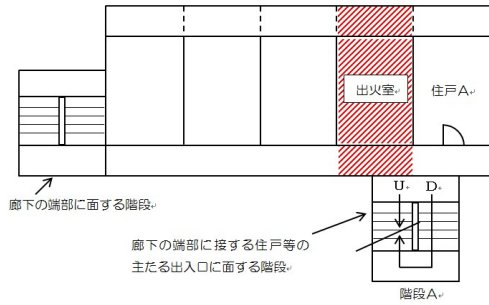 出火室
住戸A
U D
廊下の端部に面する階段
廊下の端部に接する住戸等の
主たる出入口に面する階段
階段A